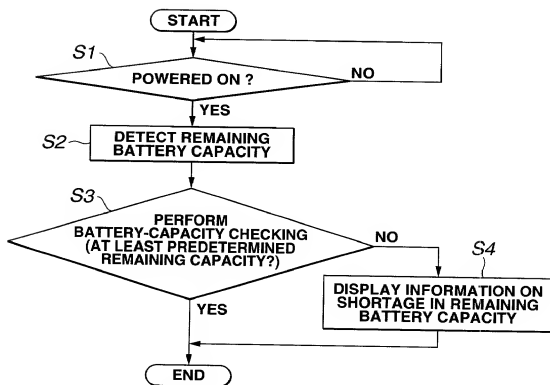 START
S1
POWERED ON ?
NO
YES
S2
DETECT REMAINING
BATTERY CAPACITY
S3
PERFORM
BATTERY-CAPACITY CHECKING
(AT LEAST PREDETERMINED
REMAINING CAPACITY?)
NO
S4
DISPLAY INFORMATION ON
SHORTAGE IN REMAINING
BATTERY CAPACITY
YES
END